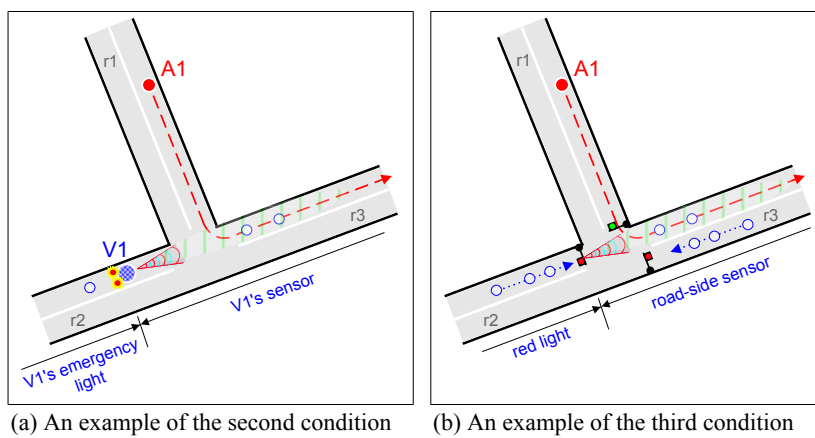 r1
A1
r3
V1
V1's sensor
r2
V1's emergency
light
(a) An example of the second condition
r1
A1
r3
road-side sensor
r2
red light
(b) An example of the third condition